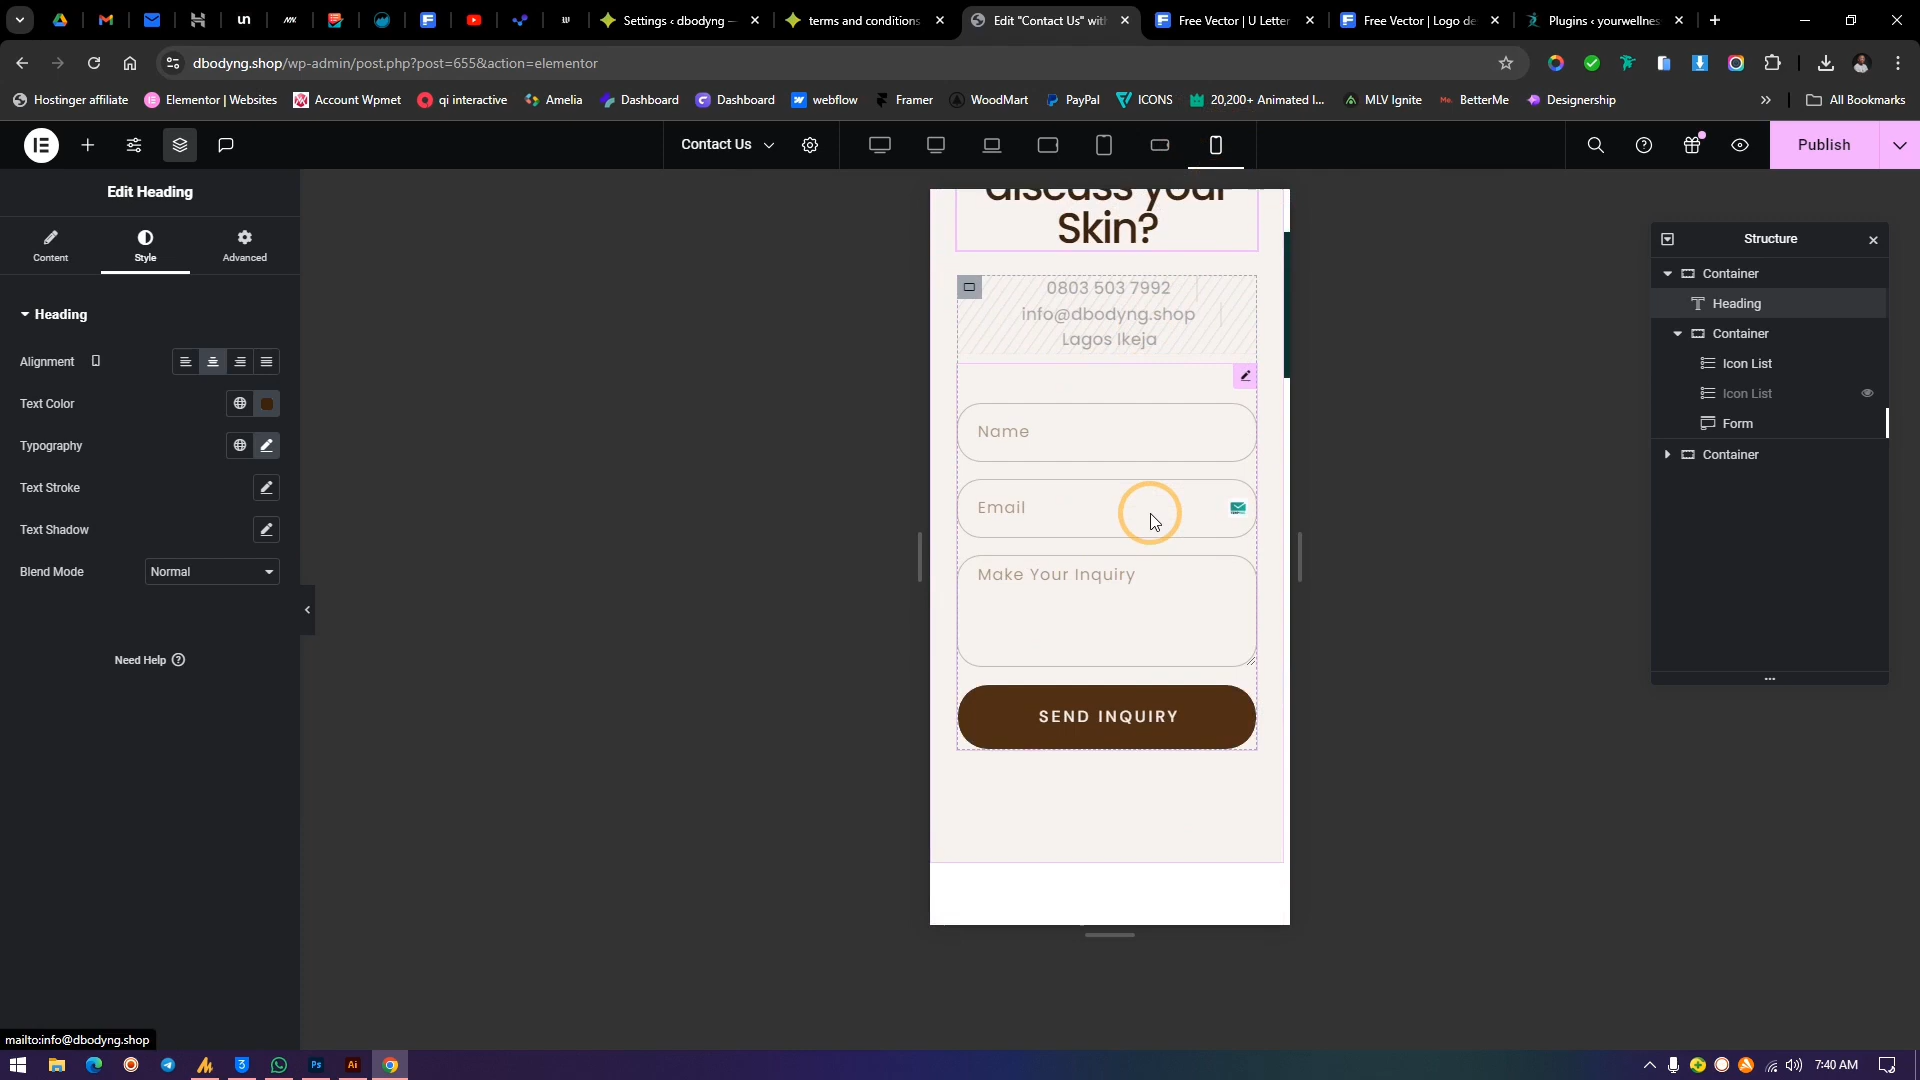 Settings ‹ dbodyng —
terms and conditions
Edit "Contact Us" with
Free Vector | U Letter
Free Vector | Logo de
Plugins ‹ yourwellnes
dbodyng.shop/wp-admin/post.php?post=655&action=elementor
Hostinger affiliate
Elementor | Websites
Account Wpmet
qi interactive
Amelia
Dashboard
Dashboard
webflow
Framer
WoodMart
PayPal
ICONS
20,200+ Animated I...
MLV Ignite
BetterMe
Designership
All Bookmarks
Contact Us
Publish
Edit Heading
Content
Style
Advanced
Heading
Alignment
Text Color
Typography
Text Stroke
Text Shadow
Blend Mode
Normal
Need Help
discuss your
Skin?
0803 503 7992
info@dbodyng.shop
Lagos Ikeja
Name
Email
Make Your Inquiry
SEND INQUIRY
Structure
Container
Heading
Container
Icon List
Icon List
Form
Container
mailto:info@dbodyng.shop
7:40 AM